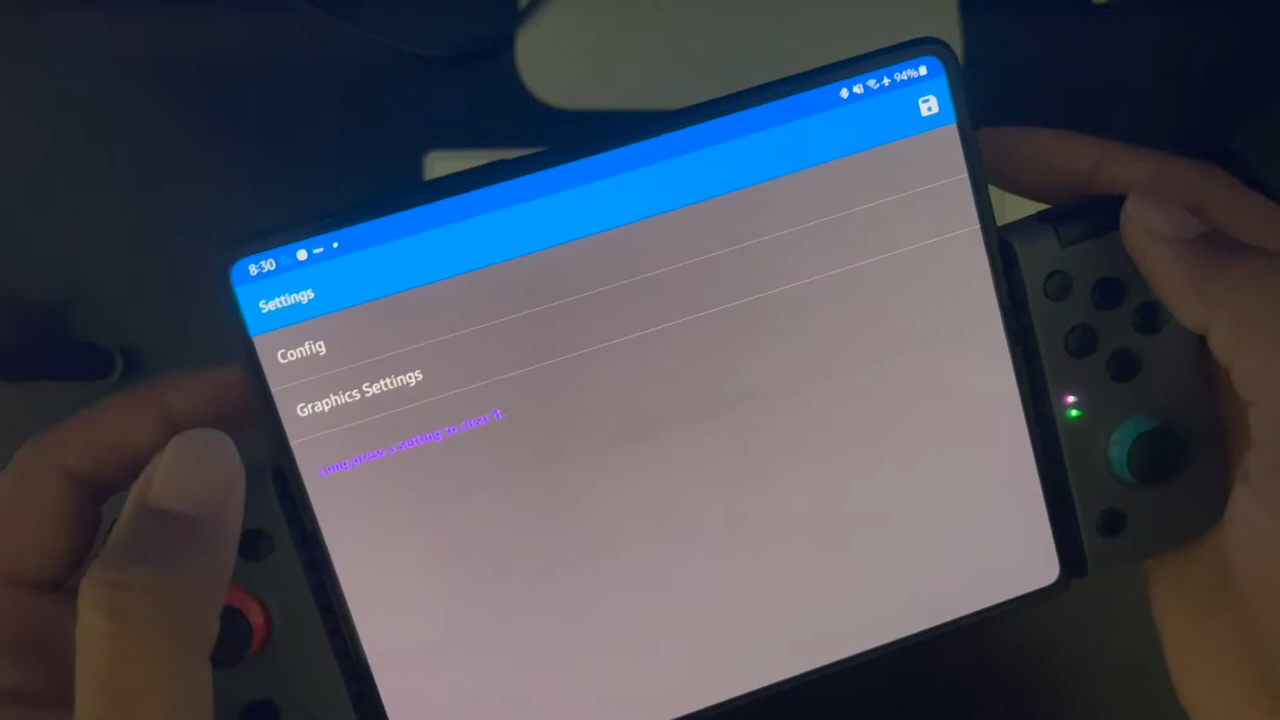 8:30
94%
Settings
Config
Graphics Settings
Long press a setting to clear it.